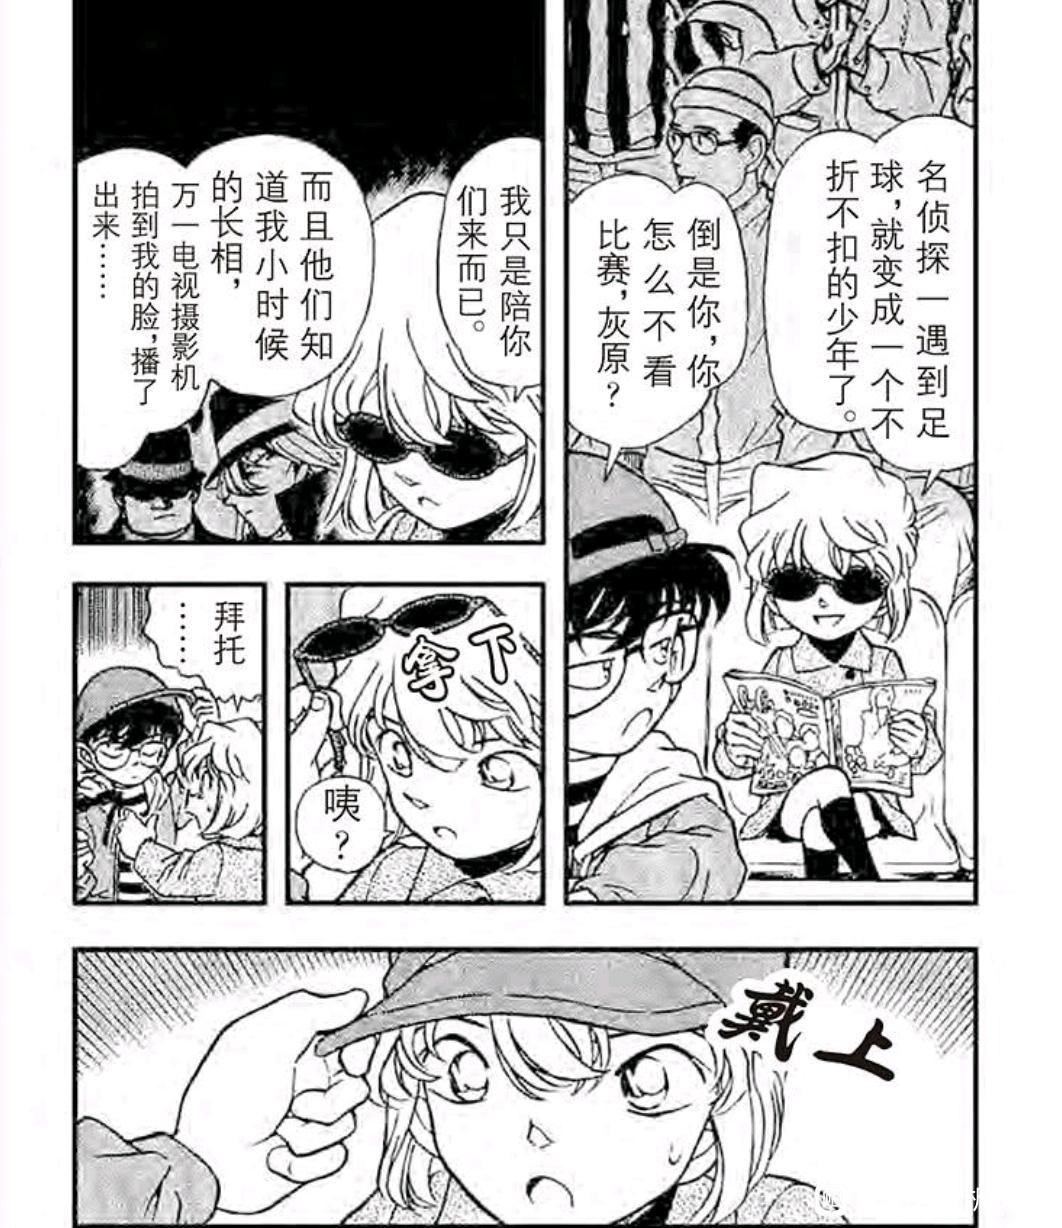 名侦探一遇到足
球，就变成一个不
折不扣的少年了。
倒是你，你
怎么不看
比赛，灰原？
我只是陪你
们来而已。
而且他们知
道我小时候
的长相，
万一电视摄影机
拍到我的脸，播了
出来……
拿下
咦？
拜托
……
戴上